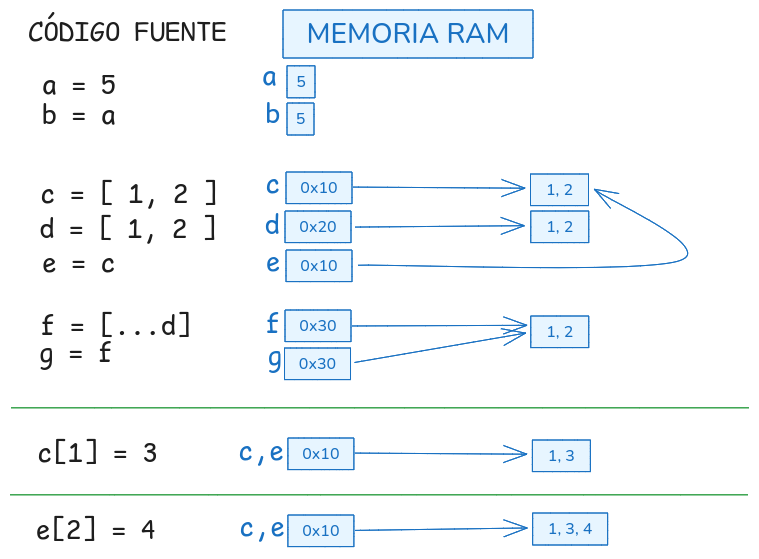 CÓDIGO FUENTE
MEMORIA RAM
a = 5
a 5
b = a
b 5
c = [ 1, 2 ]
c 0x10 1, 2
d = [ 1, 2 ]
d 0x20 1, 2
e = c
e 0x10
f = [...d]
f 0x30 1, 2
g = f
g 0x30
c[1] = 3
c,e 0x10 1, 3
e[2] = 4
c,e 0x10 1, 3, 4